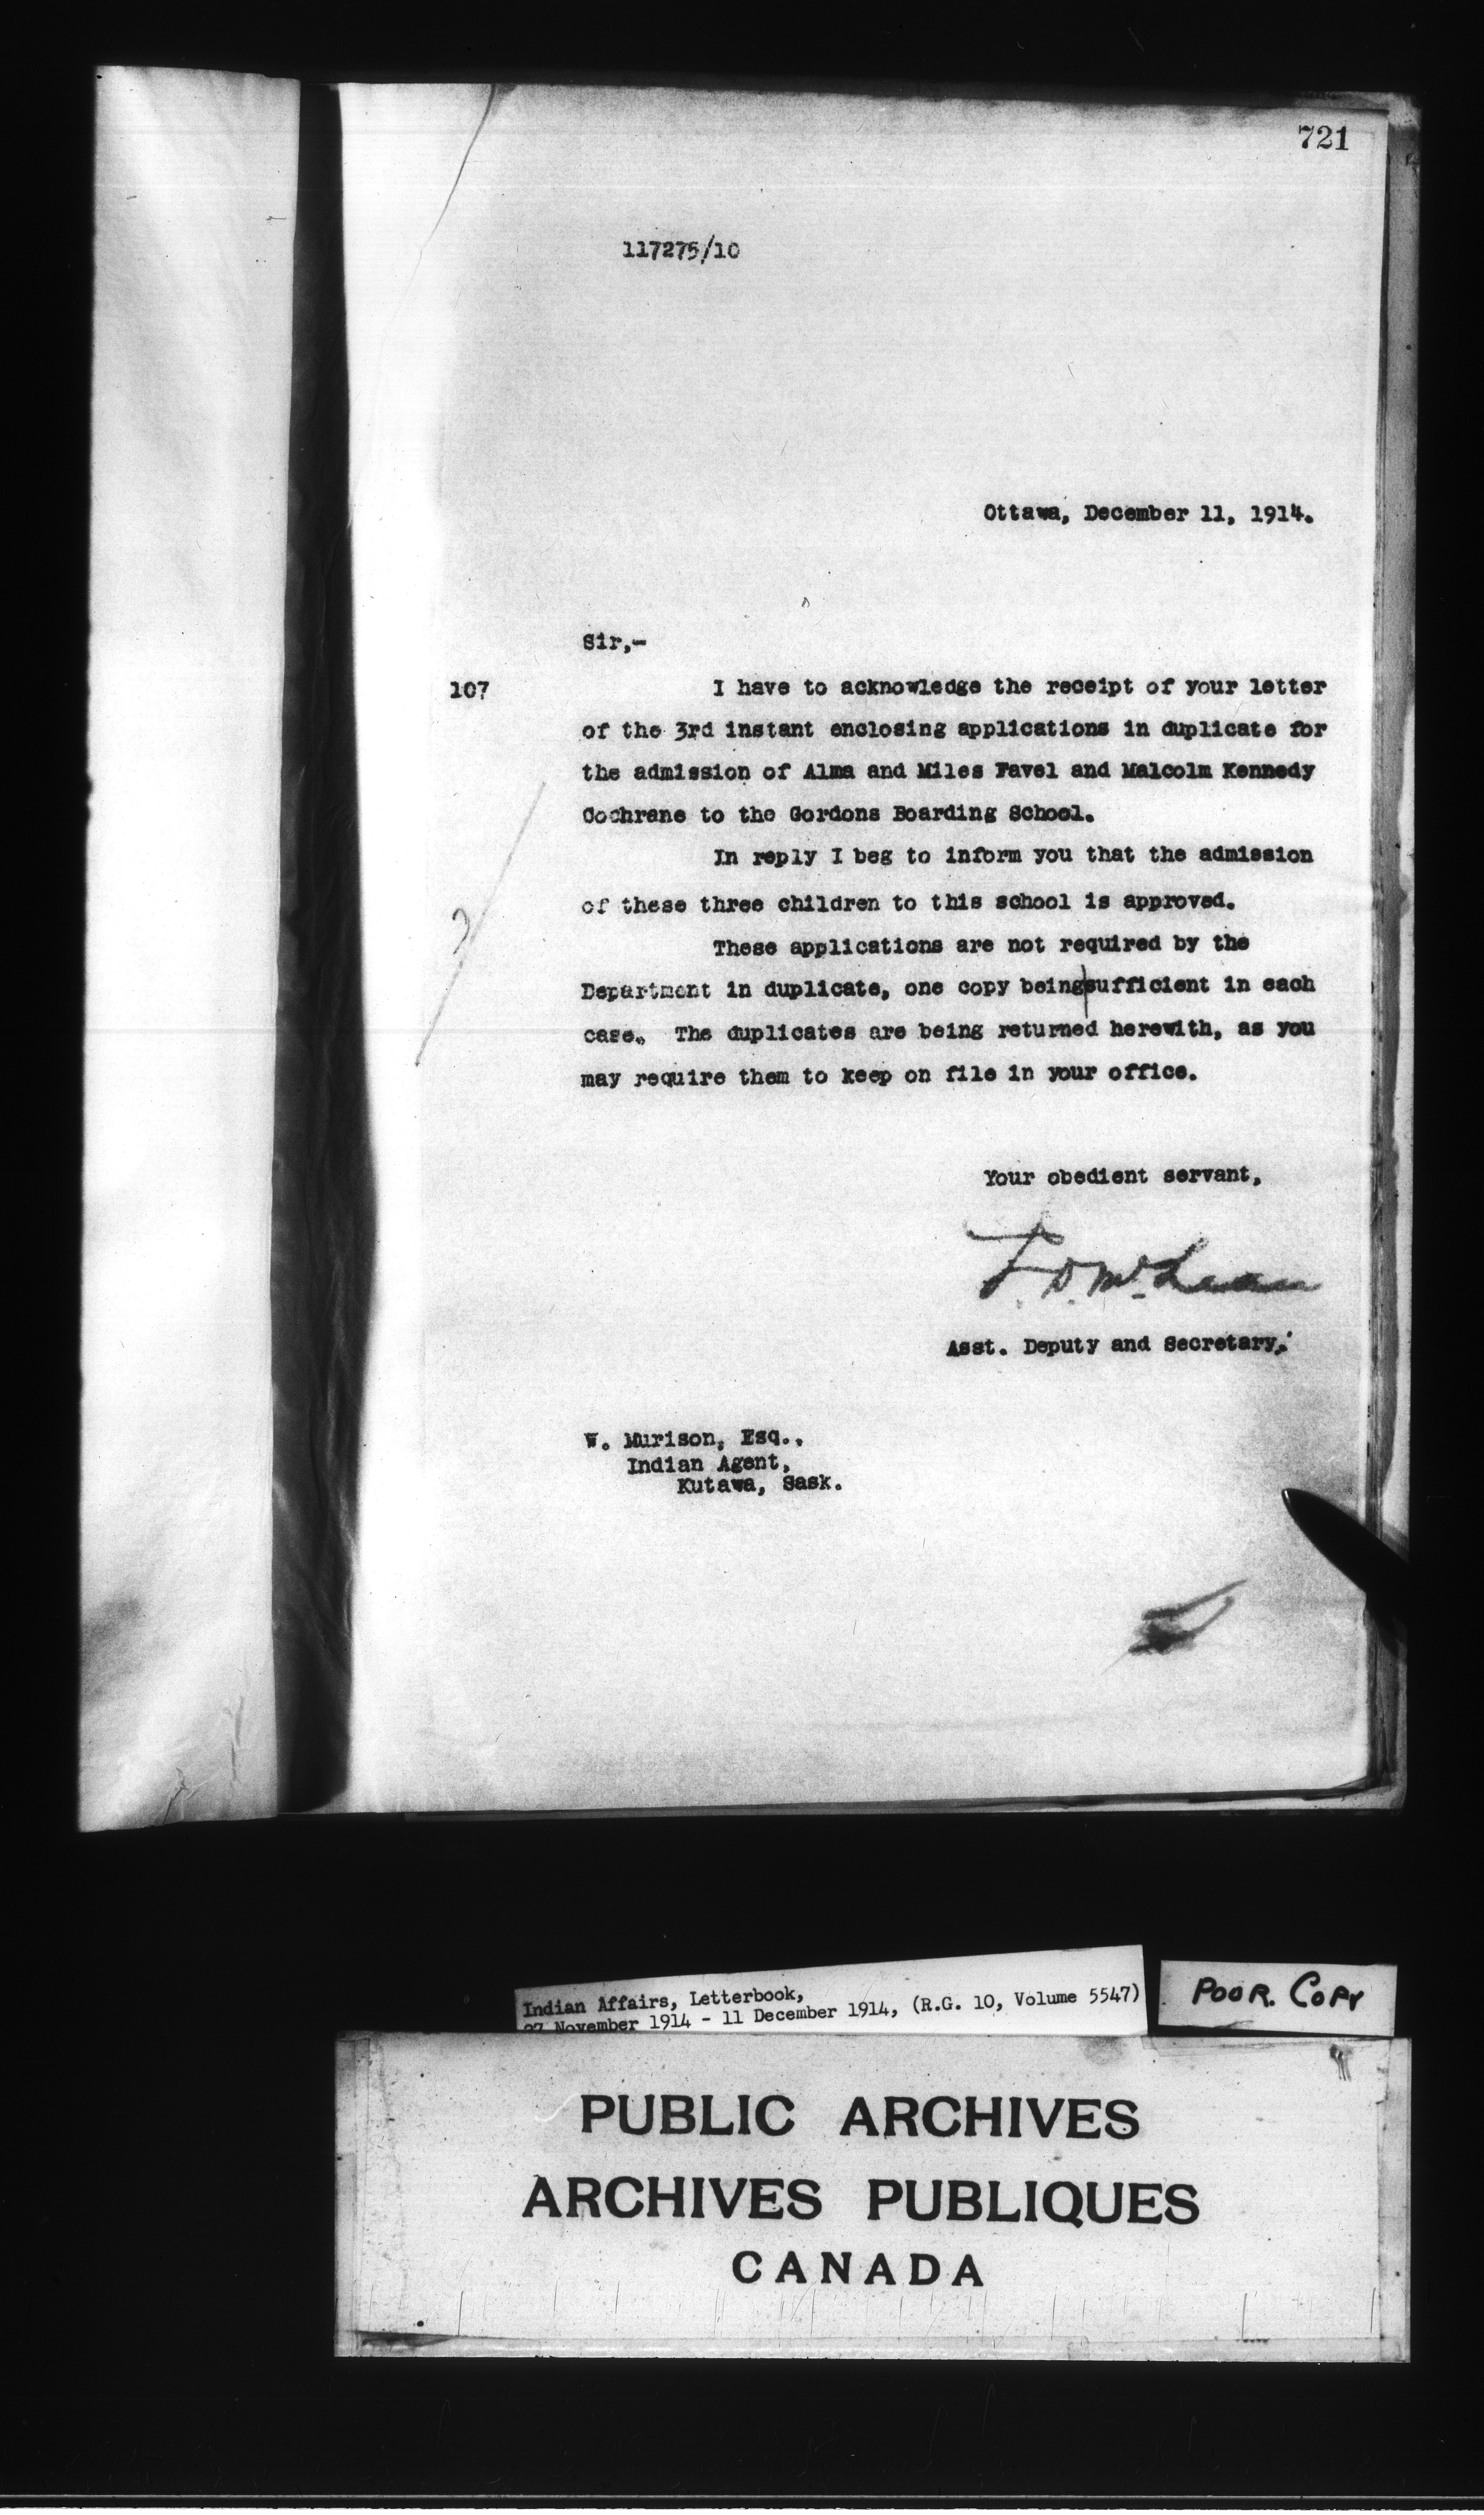 721
117275/10
Ottawa, December 11, 1914.
Sir,-
107 I have to acknowledge the receipt of your letter
of the 3rd instant enclosing applications in duplicate for
the admission of Alma and Miles Favel and Malcolm Kennedy
Cochrane to the Gordons Boarding School.
In reply I beg to inform you that the admission
of these three children to this school is approved.
These applications are not required by the
Department in duplicate, one copy being|sufficient in each
case. The duplicates are being returned herewith, as you
may require them to keep on file in your office.
Your obedient servant,
J. D. McLean
Asst. Deputy and Secretary.
W. Murison, Esq.,
Indian Agent,
Kutawa, Sask.
Indian Affairs, Letterbook,
27 November 1914 - 11 December 1914, (R.G. 10, Volume 5547)
POOR. COPY
PUBLIC ARCHIVES
ARCHIVES PUBLIQUES
CANADA